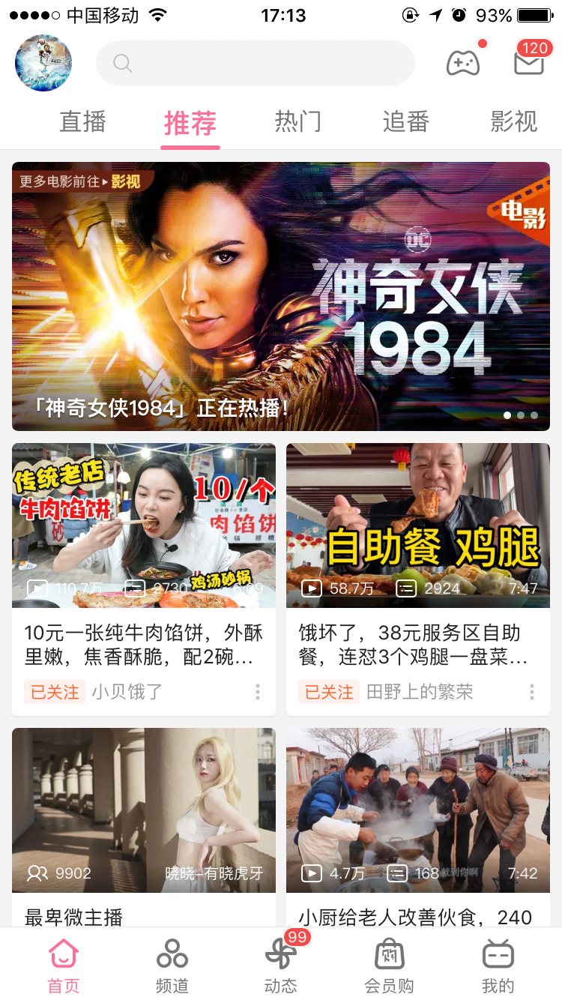 中国移动 17:13 93%
120
直播 推荐 热门 追番 影视
更多电影前往▸影视
电影
DC
神奇女侠
1984
「神奇女侠1984」正在热播!
传统老店
牛肉馅饼
10/个
肉馅饼
鸡汤砂锅
110.7万 2730 6:09
10元一张纯牛肉馅饼，外酥
里嫩，焦香酥脆，配2碗...
已关注 小贝饿了
自助餐 鸡腿
58.7万 2924 7:47
饿坏了，38元服务区自助
餐，连怼3个鸡腿一盘菜...
已关注 田野上的繁荣
9902 晓晓-有晓虎牙
最卑微主播
就到你啊
4.7万 168 7:42
小厨给老人改善伙食，240
99
购
首页 频道 动态 会员购 我的